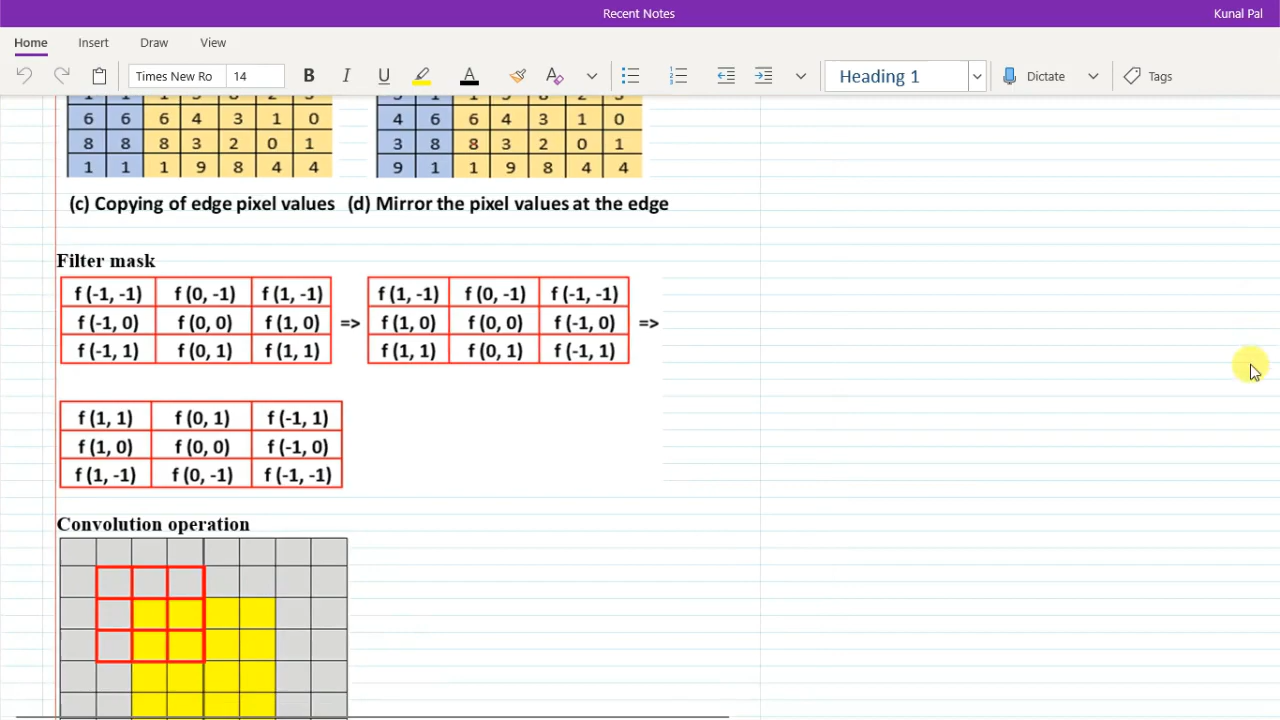 Recent Notes Kunal Pal
Home Insert Draw View
Times New Ro 14 B I U A A Heading 1 Dictate Tags
6 6 6 4 3 1 0 4 6 6 4 3 1 0
8 8 8 3 2 0 1 3 8 8 3 2 0 1
1 1 1 9 8 4 4 9 1 1 9 8 4 4
(c) Copying of edge pixel values (d) Mirror the pixel values at the edge
Filter mask
f (-1, -1) f (0, -1) f (1, -1) f (1, -1) f (0, -1) f (-1, -1)
f (-1, 0) f (0, 0) f (1, 0) => f (1, 0) f (0, 0) f (-1, 0) =>
f (-1, 1) f (0, 1) f (1, 1) f (1, 1) f (0, 1) f (-1, 1)
f (1, 1) f (0, 1) f (-1, 1)
f (1, 0) f (0, 0) f (-1, 0)
f (1, -1) f (0, -1) f (-1, -1)
Convolution operation